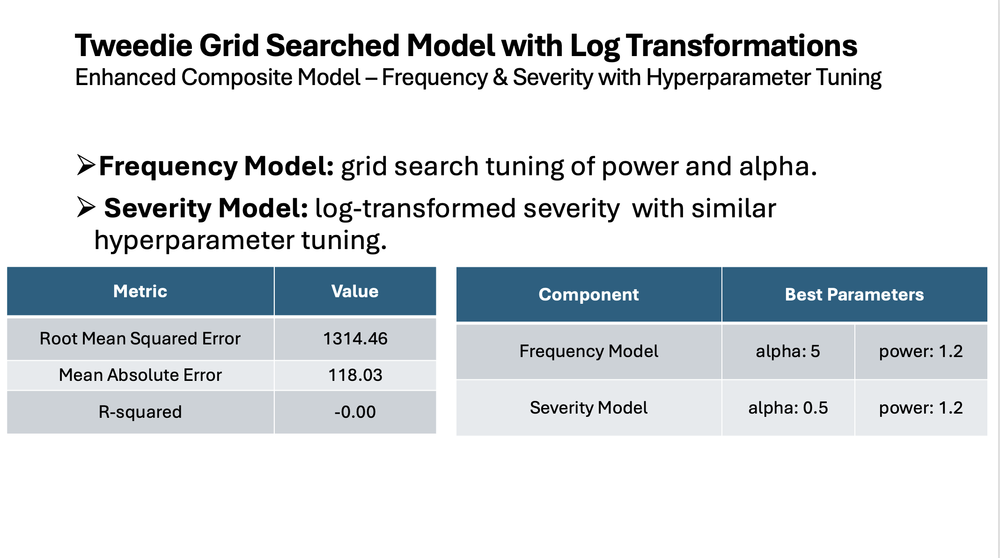 Tweedie Grid Searched Model with Log Transformations
Enhanced Composite Model – Frequency & Severity with Hyperparameter Tuning
➢Frequency Model: grid search tuning of power and alpha.
➢ Severity Model: log-transformed severity  with similar
hyperparameter tuning.
Metric Value
Root Mean Squared Error 1314.46
Mean Absolute Error 118.03
R-squared -0.00
Component Best Parameters
Frequency Model alpha: 5 power: 1.2
Severity Model alpha: 0.5 power: 1.2